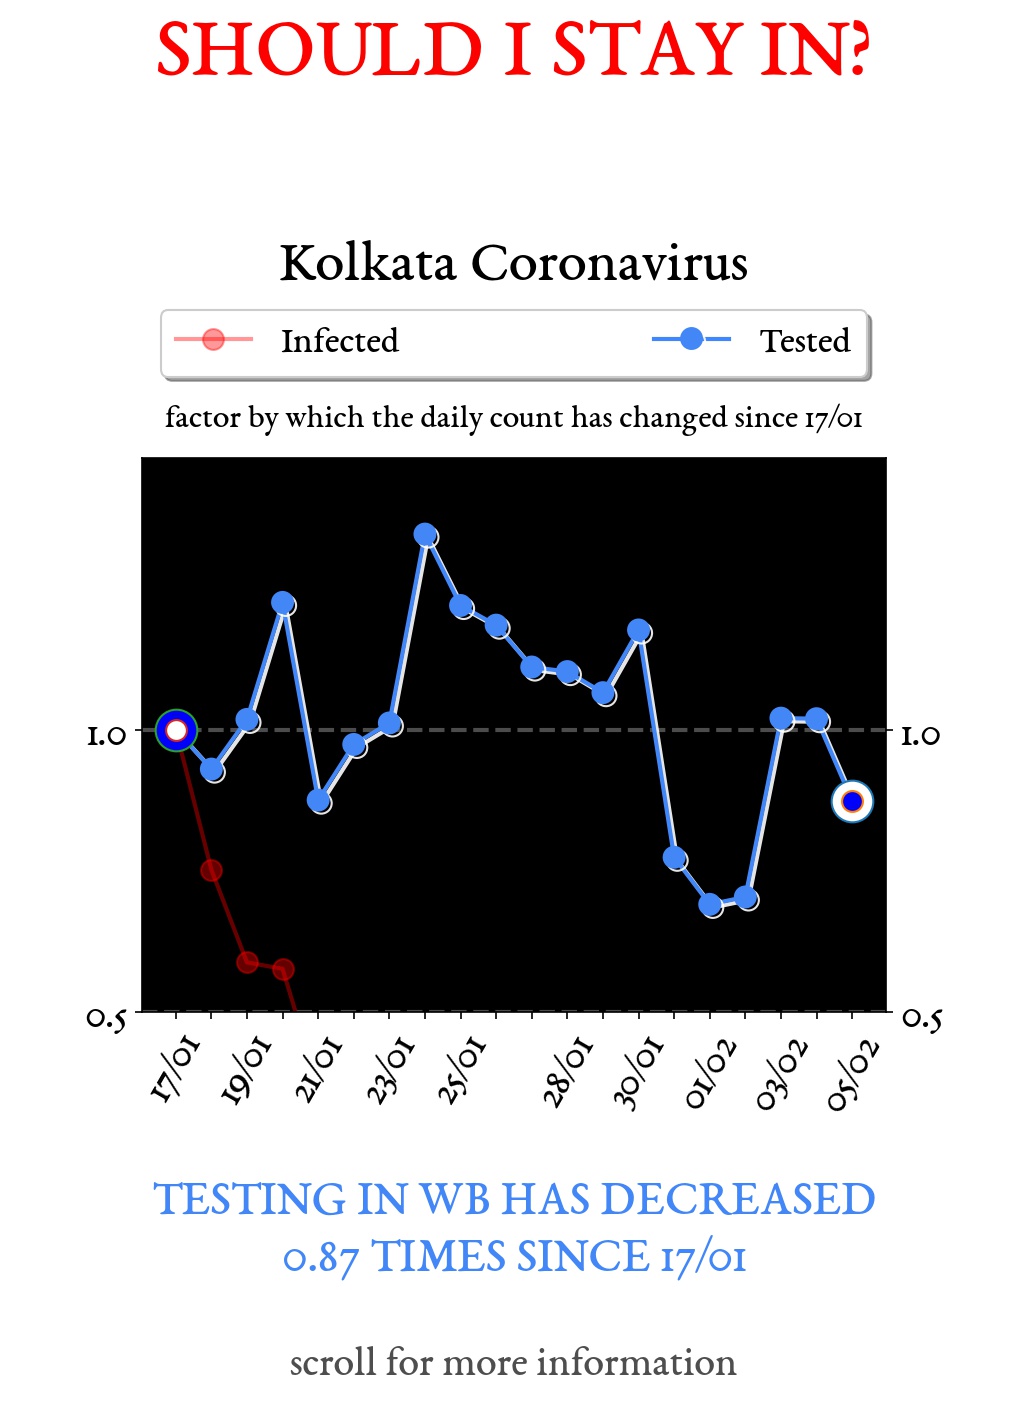 SHOULD I STAY IN?
Kolkata Coronavirus
Infected Tested
factor by which the daily count has changed since 17/01
1.0 1.0
0.5 0.5
17/01 19/01 21/01 23/01 25/01 28/01 30/01 01/02 03/02 05/02
TESTING IN WB HAS DECREASED
0.87 TIMES SINCE 17/01
scroll for more information